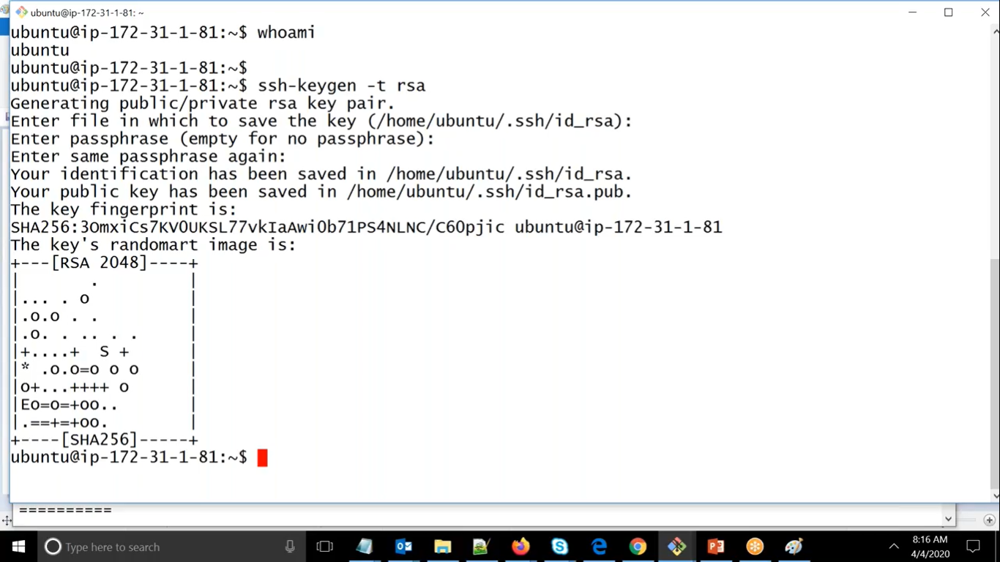 ubuntu@ip-172-31-1-81: ~
ubuntu@ip-172-31-1-81:~$ whoami
ubuntu
ubuntu@ip-172-31-1-81:~$
ubuntu@ip-172-31-1-81:~$ ssh-keygen -t rsa
Generating public/private rsa key pair.
Enter file in which to save the key (/home/ubuntu/.ssh/id_rsa):
Enter passphrase (empty for no passphrase):
Enter same passphrase again:
Your identification has been saved in /home/ubuntu/.ssh/id_rsa.
Your public key has been saved in /home/ubuntu/.ssh/id_rsa.pub.
The key fingerprint is:
SHA256:3OmxiCs7KV0UKSL77vkIaAwiOb71PS4NLNC/C6Opjic ubuntu@ip-172-31-1-81
The key's randomart image is:
+---[RSA 2048]----+
|       .         |
|... . o          |
|.o.o . .         |
|.o. . .. . .     |
|+....+  S +      |
|* .o.o=o o o     |
|o+...++++ o      |
|Eo=o=+oo..       |
|.==+=+oo.        |
+----[SHA256]-----+
ubuntu@ip-172-31-1-81:~$
==========
Type here to search
8:16 AM
4/4/2020